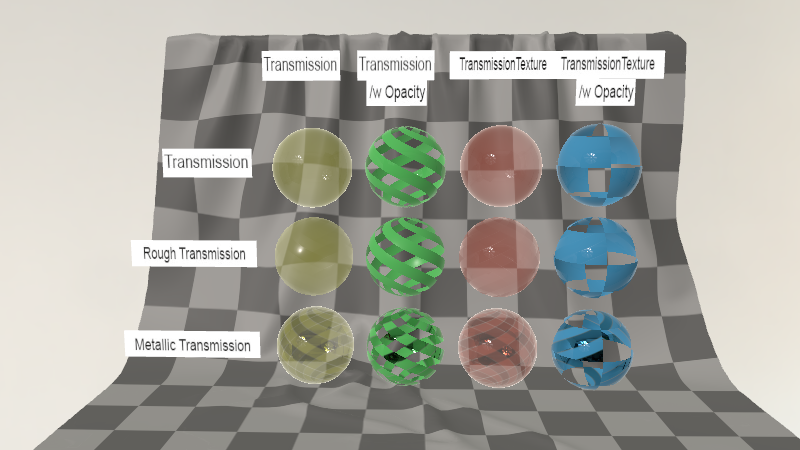 Transmission
Transmission
/w Opacity
TransmissionTexture
TransmissionTexture
/w Opacity
Transmission
Rough Transmission
Metallic Transmission